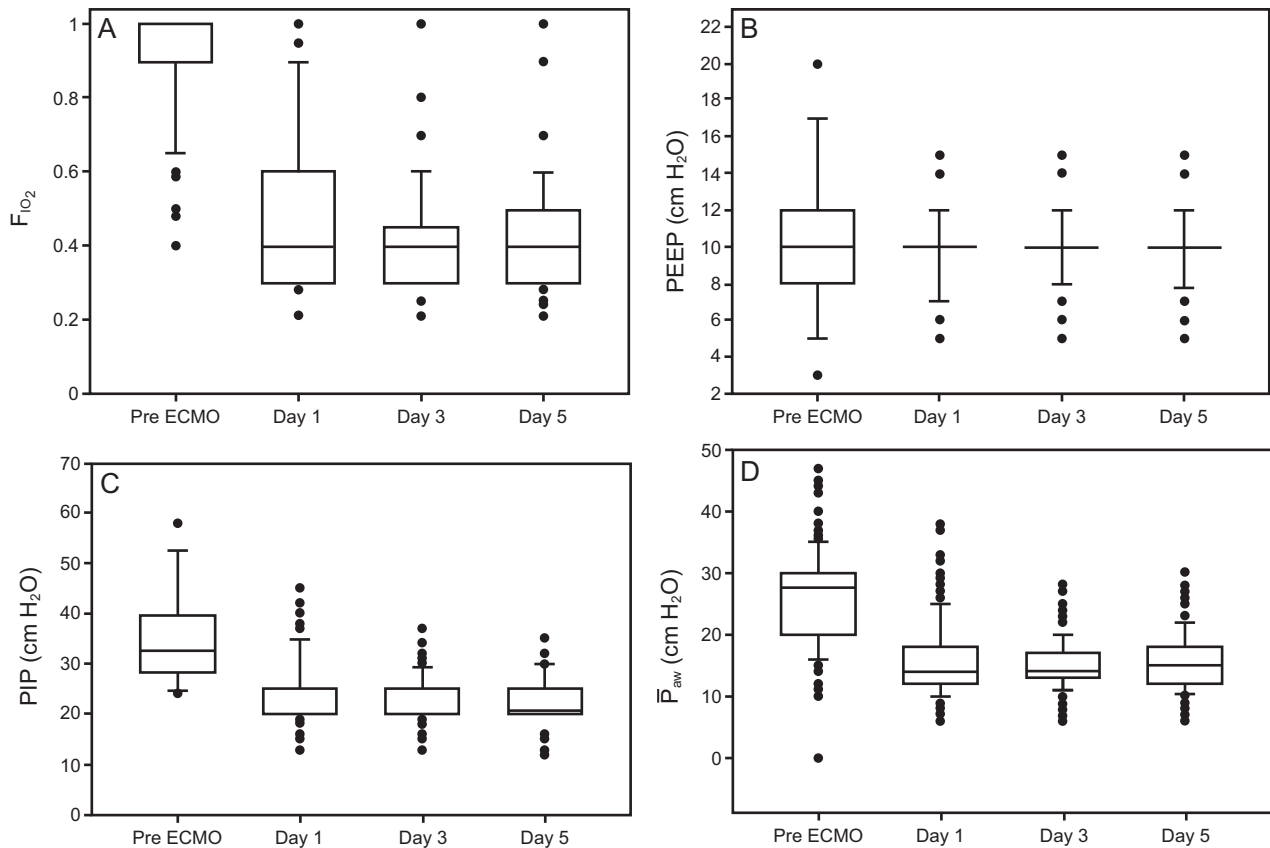 A
FIO2
1
0.8
0.6
0.4
0.2
0
Pre ECMO Day 1 Day 3 Day 5
B
PEEP (cm H2O)
22
20
18
16
14
12
10
8
6
4
2
Pre ECMO Day 1 Day 3 Day 5
C
PIP (cm H2O)
70
60
50
40
30
20
10
0
Pre ECMO Day 1 Day 3 Day 5
D
P̅aw (cm H2O)
50
40
30
20
10
0
Pre ECMO Day 1 Day 3 Day 5